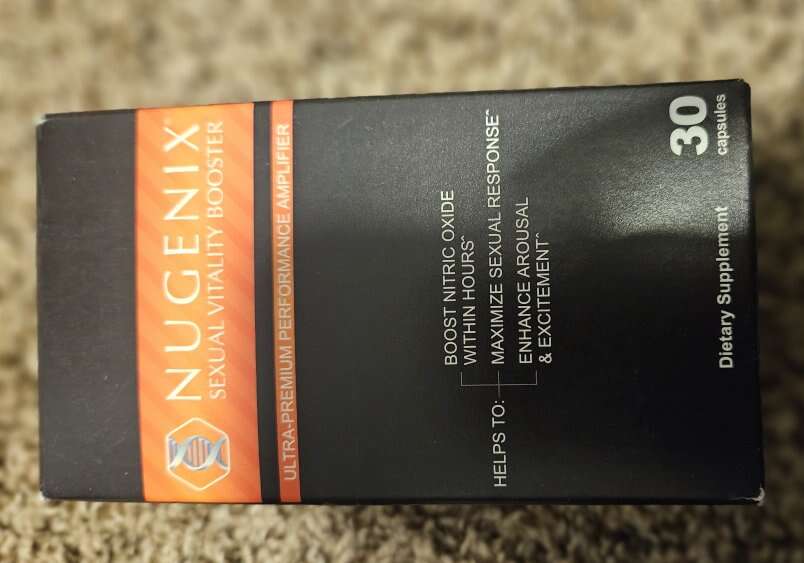 NUGENIX®
SEXUAL VITALITY BOOSTER
ULTRA-PREMIUM PERFORMANCE AMPLIFIER
HELPS TO:
BOOST NITRIC OXIDE
WITHIN HOURS^
MAXIMIZE SEXUAL RESPONSE^
ENHANCE AROUSAL
& EXCITEMENT^
Dietary Supplement
30
capsules